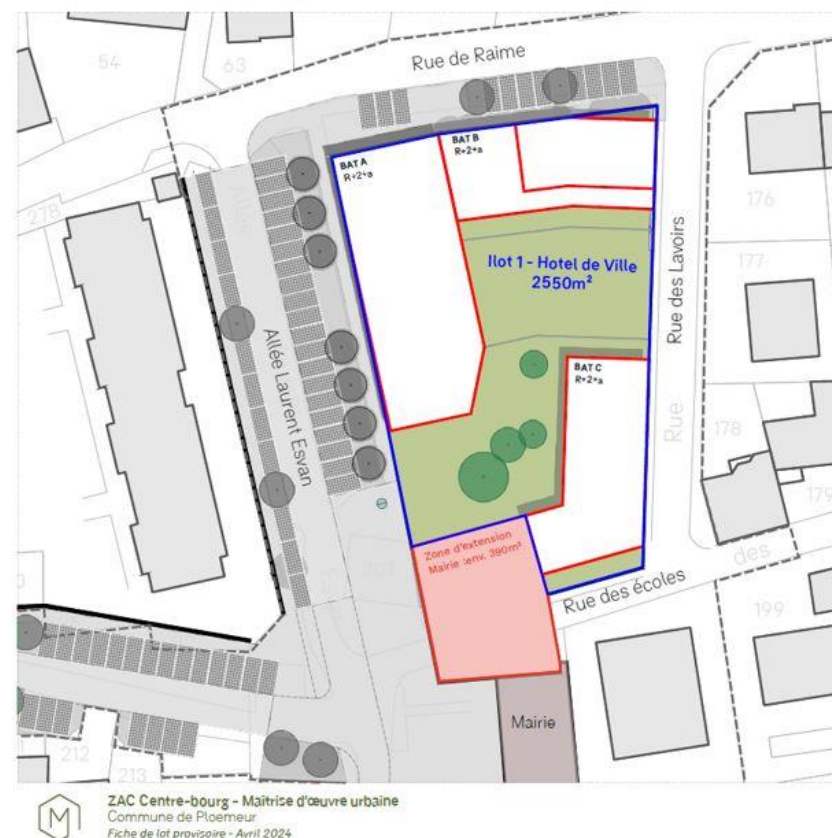 Rue de Raime
54
63
BAT A
R+2+a
BAT B
R+2+a
278
176
Ilot 1 - Hotel de Ville
2550m²
177
Rue des Lavoirs
Allée Laurent Esvan
BAT C
R+2+a
Rue
178
179
Zone d'extension
Mairie :env. 390m²
des
Rue des écoles
199
Mairie
212
213
M
ZAC Centre-bourg - Maîtrise d'œuvre urbaine
Commune de Ploemeur
Fiche de lot provisoire - Avril 2024